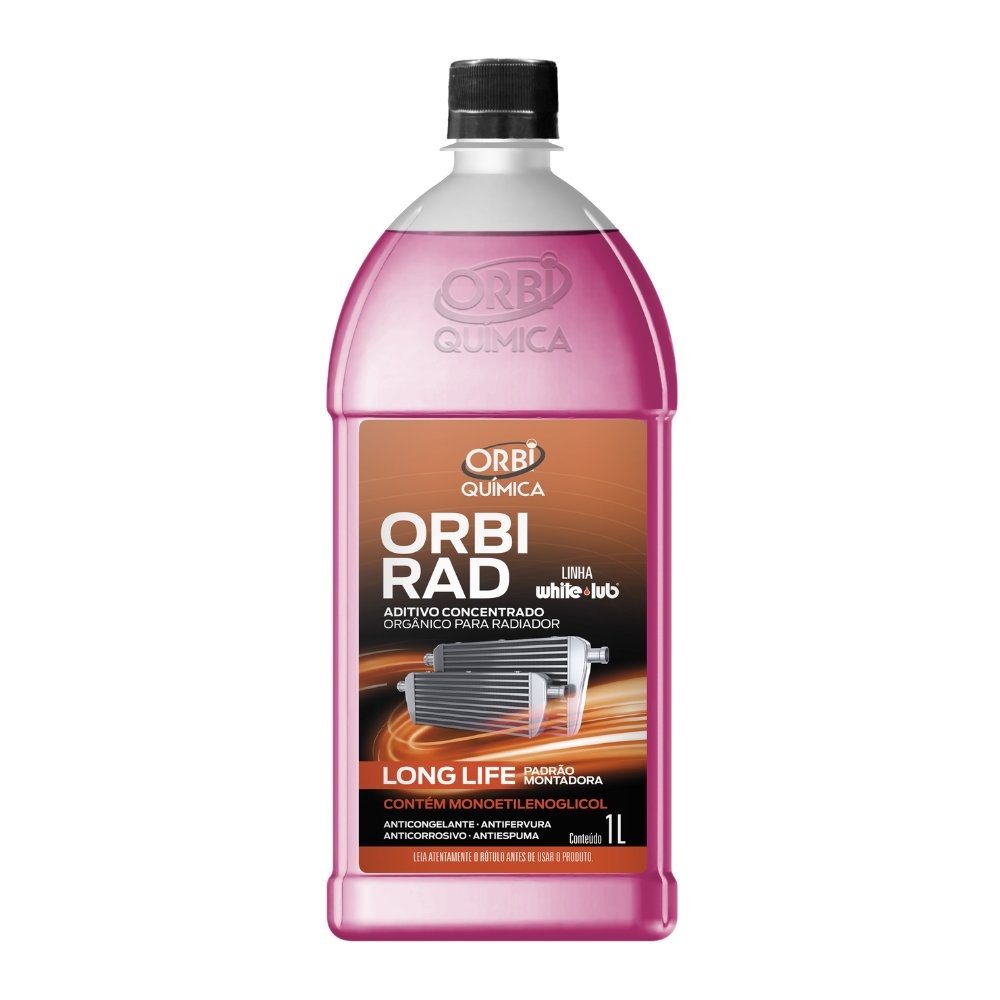 ORBI
QUÍMICA
ORBI
QUÍMICA
ORBI
RAD
LINHA
white lub®
ADITIVO CONCENTRADO
ORGÂNICO PARA RADIADOR
LONG LIFE PADRÃO
MONTADORA
CONTÉM MONOETILENOGLICOL
ANTICONGELANTE · ANTIFERVURA
ANTICORROSIVO · ANTIESPUMA
Conteúdo 1L
LEIA ATENTAMENTE O RÓTULO ANTES DE USAR O PRODUTO.